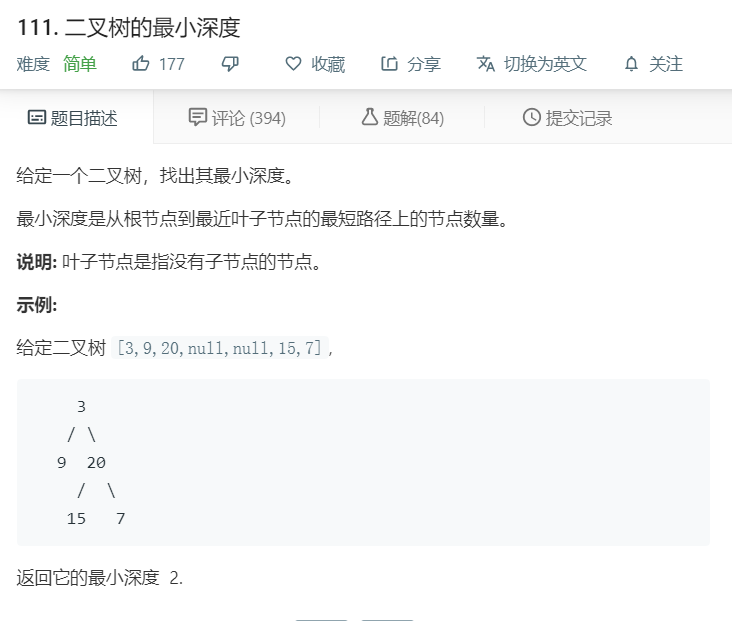 111. 二叉树的最小深度
难度 简单 177 收藏 分享 切换为英文 关注
题目描述 评论 (394) 题解(84) 提交记录
给定一个二叉树，找出其最小深度。
最小深度是从根节点到最近叶子节点的最短路径上的节点数量。
说明: 叶子节点是指没有子节点的节点。
示例:
给定二叉树 [3,9,20,null,null,15,7],
3
/ \
9 20
/ \
15 7
返回它的最小深度 2.